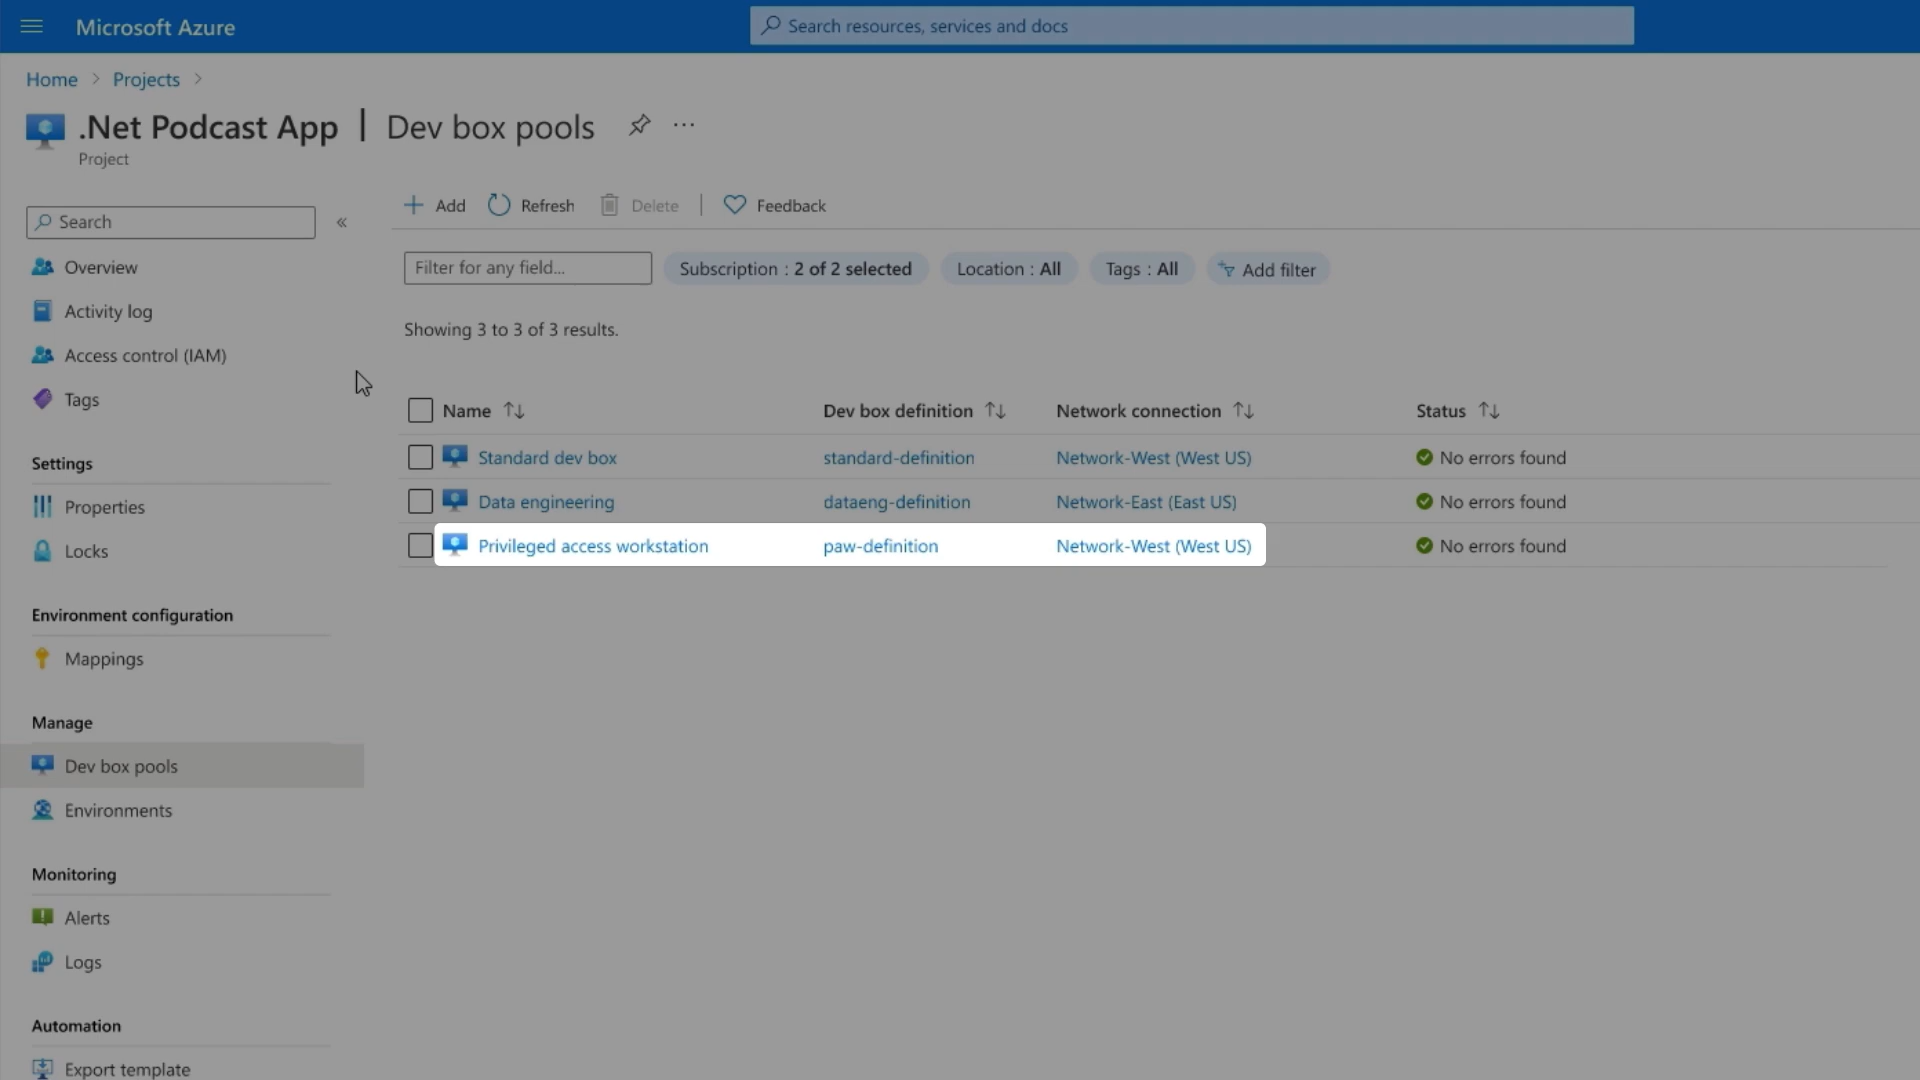 Microsoft Azure
Search resources, services and docs
Home > Projects >
.Net Podcast App | Dev box pools ...
Project
Search «
Add Refresh Delete | Feedback
Overview
Activity log
Access control (IAM)
Tags
Settings
Properties
Locks
Environment configuration
Mappings
Manage
Dev box pools
Environments
Monitoring
Alerts
Logs
Automation
Export template
Filter for any field... Subscription : 2 of 2 selected Location : All Tags : All Add filter
Showing 3 to 3 of 3 results.
Name ↑↓ Dev box definition ↑↓ Network connection ↑↓ Status ↑↓
Standard dev box standard-definition Network-West (West US) No errors found
Data engineering dataeng-definition Network-East (East US) No errors found
Privileged access workstation paw-definition Network-West (West US) No errors found